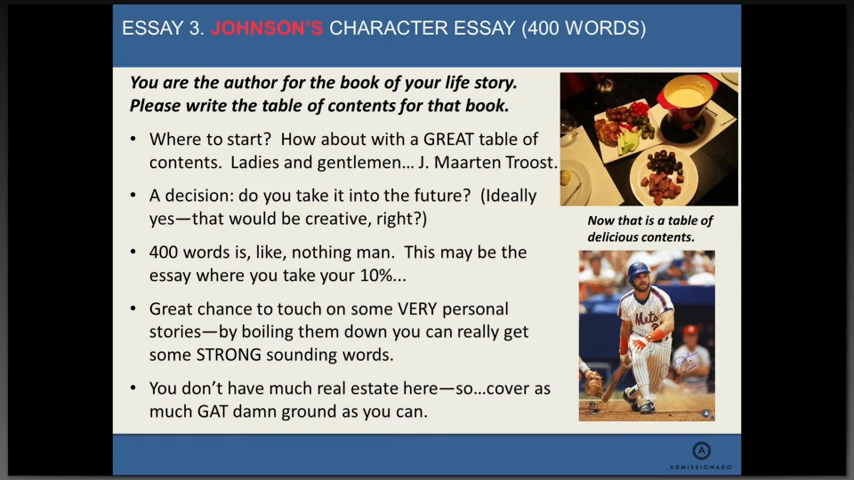 ESSAY 3. JOHNSON'S CHARACTER ESSAY (400 WORDS)
You are the author for the book of your life story.
Please write the table of contents for that book.
• Where to start? How about with a GREAT table of
contents. Ladies and gentlemen… J. Maarten Troost.
• A decision: do you take it into the future? (Ideally
yes—that would be creative, right?)
• 400 words is, like, nothing man. This may be the
essay where you take your 10%...
• Great chance to touch on some VERY personal
stories—by boiling them down you can really get
some STRONG sounding words.
• You don't have much real estate here—so…cover as
much GAT damn ground as you can.
Now that is a table of
delicious contents.
Mets
A
ADMISSIONADO